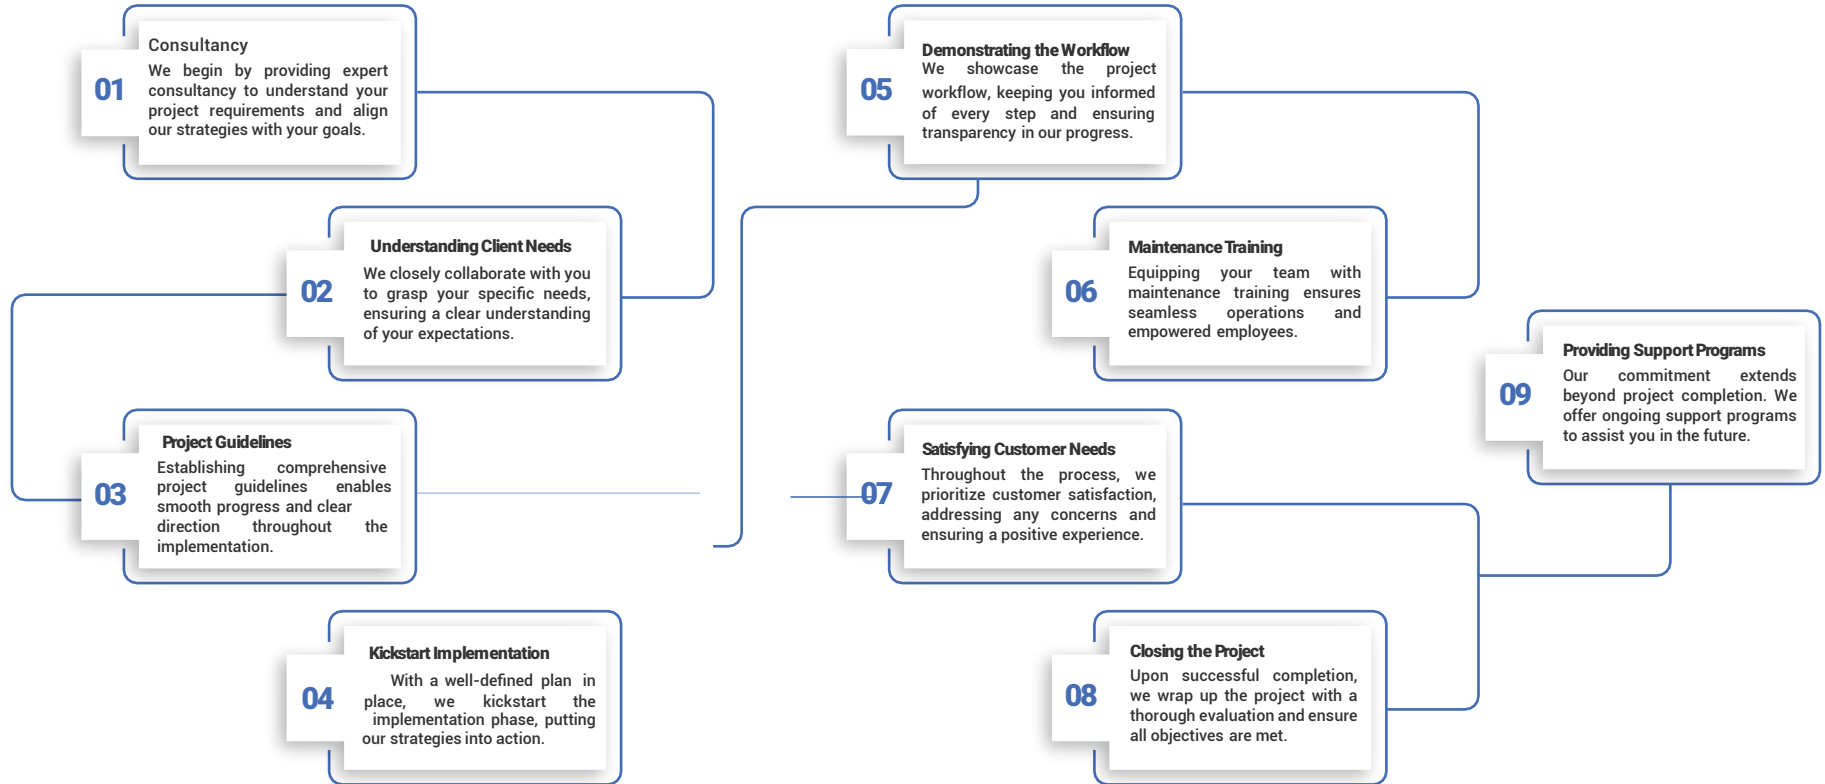 01
Consultancy
We begin by providing expert
consultancy to understand your
project requirements and align
our strategies with your goals.
02
Understanding Client Needs
We closely collaborate with you
to grasp your specific needs,
ensuring a clear understanding
of your expectations.
03
Project Guidelines
Establishing comprehensive
project guidelines enables
smooth progress and clear
direction throughout the
implementation.
04
Kickstart Implementation
With a well-defined plan in
place, we kickstart the
implementation phase, putting
our strategies into action.
05
Demonstrating the Workflow
We showcase the project
workflow, keeping you informed
of every step and ensuring
transparency in our progress.
06
Maintenance Training
Equipping your team with
maintenance training ensures
seamless operations and
empowered employees.
07
Satisfying Customer Needs
Throughout the process, we
prioritize customer satisfaction,
addressing any concerns and
ensuring a positive experience.
08
Closing the Project
Upon successful completion,
we wrap up the project with a
thorough evaluation and ensure
all objectives are met.
09
Providing Support Programs
Our commitment extends
beyond project completion. We
offer ongoing support programs
to assist you in the future.